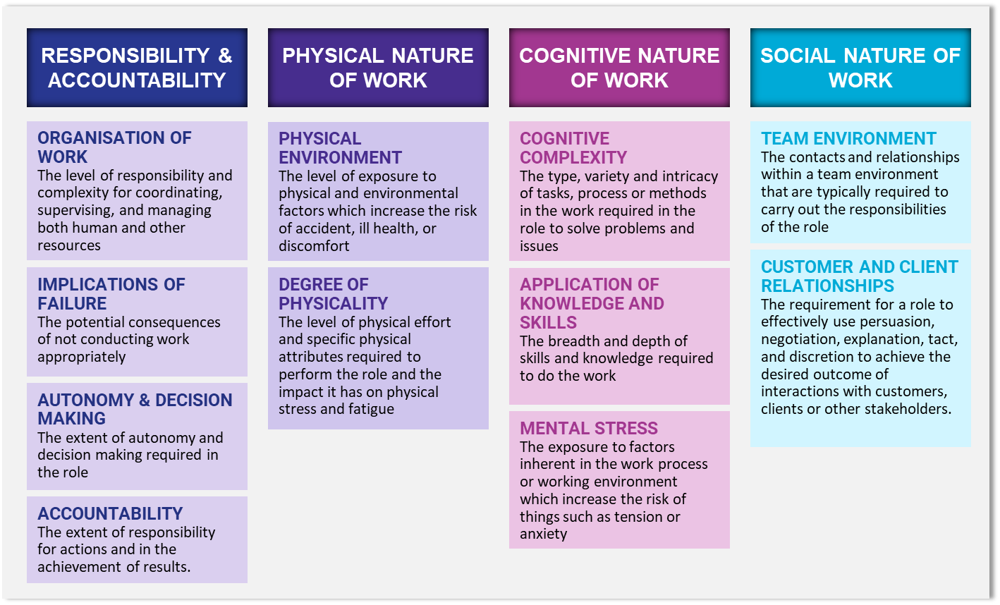 RESPONSIBILITY &
ACCOUNTABILITY
ORGANISATION OF
WORK
The level of responsibility and
complexity for coordinating,
supervising, and managing
both human and other
resources
IMPLICATIONS OF
FAILURE
The potential consequences
of not conducting work
appropriately
AUTONOMY & DECISION
MAKING
The extent of autonomy and
decision making required in
the role
ACCOUNTABILITY
The extent of responsibility
for actions and in the
achievement of results.
PHYSICAL NATURE
OF WORK
PHYSICAL
ENVIRONMENT
The level of exposure to
physical and environmental
factors which increase the risk
of accident, ill health, or
discomfort
DEGREE OF
PHYSICALITY
The level of physical effort
and specific physical
attributes required to
perform the role and the
impact it has on physical
stress and fatigue
COGNITIVE NATURE
OF WORK
COGNITIVE
COMPLEXITY
The type, variety and intricacy
of tasks, process or methods
in the work required in the
role to solve problems and
issues
APPLICATION OF
KNOWLEDGE AND
SKILLS
The breadth and depth of
skills and knowledge required
to do the work
MENTAL STRESS
The exposure to factors
inherent in the work process
or working environment
which increase the risk of
things such as tension or
anxiety
SOCIAL NATURE OF
WORK
TEAM ENVIRONMENT
The contacts and relationships
within a team environment
that are typically required to
carry out the responsibilities
of the role
CUSTOMER AND CLIENT
RELATIONSHIPS
The requirement for a role to
effectively use persuasion,
negotiation, explanation, tact,
and discretion to achieve the
desired outcome of
interactions with customers,
clients or other stakeholders.